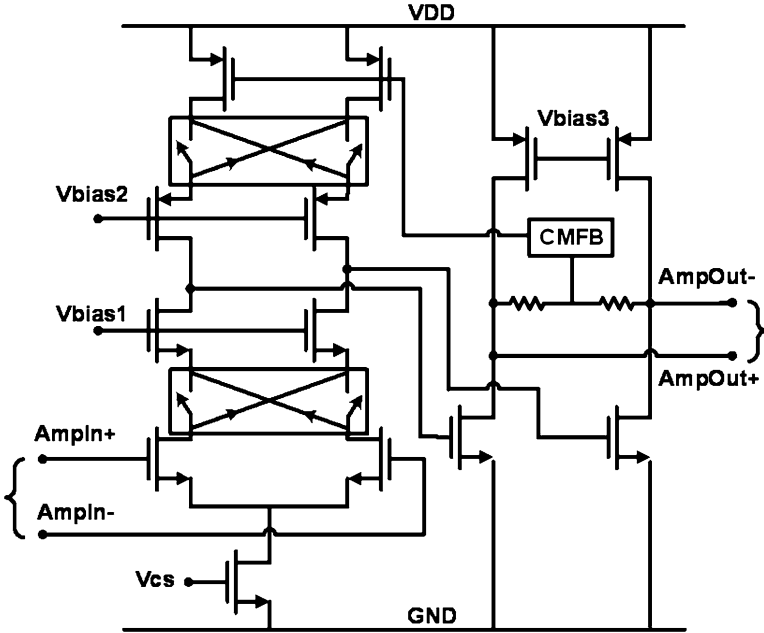 VDD
Vbias3
Vbias2
CMFB
AmpOut-
Vbias1
AmpOut+
AmpIn+
AmpIn-
Vcs
GND